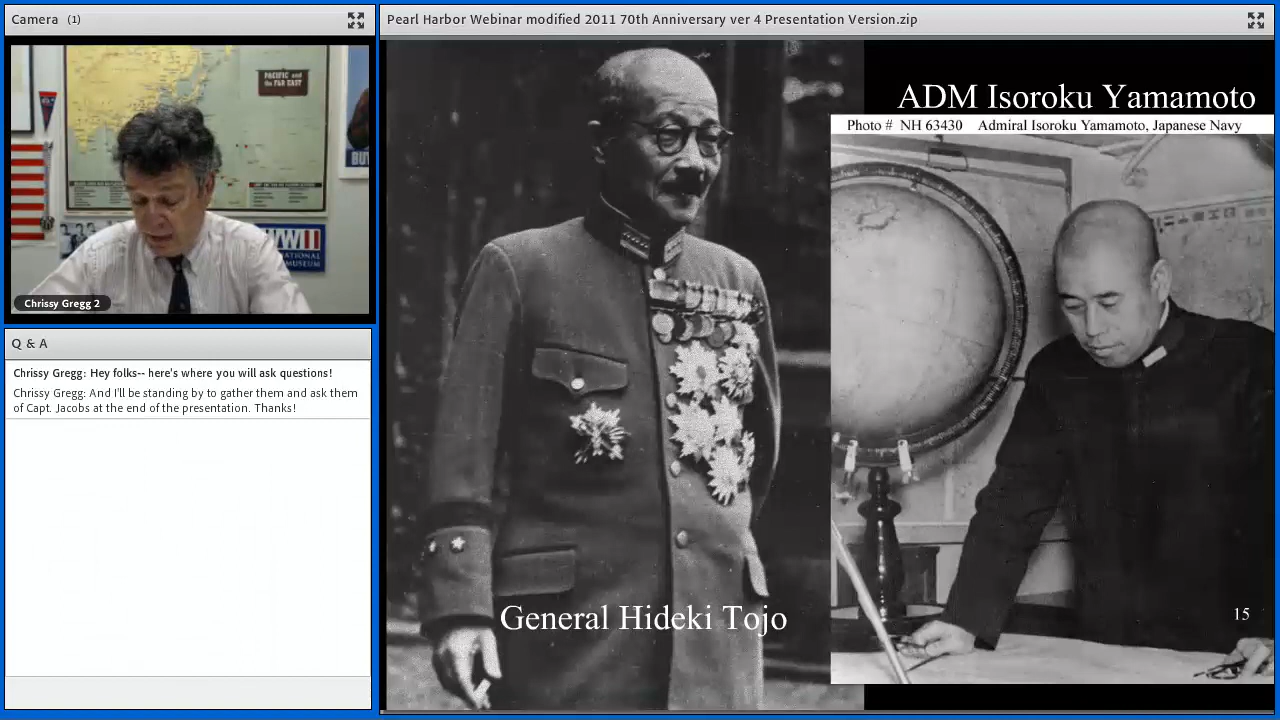 Camera (1)
PACIFIC and
the FAR EAST
BU
WWII
NATIONAL
MUSEUM
Chrissy Gregg 2
Q & A
Chrissy Gregg: Hey folks-- here's where you will ask questions!
Chrissy Gregg: And I'll be standing by to gather them and ask them
of Capt. Jacobs at the end of the presentation. Thanks!
Pearl Harbor Webinar modified 2011 70th Anniversary ver 4 Presentation Version.zip
ADM Isoroku Yamamoto
Photo # NH 63430 Admiral Isoroku Yamamoto, Japanese Navy
General Hideki Tojo
15